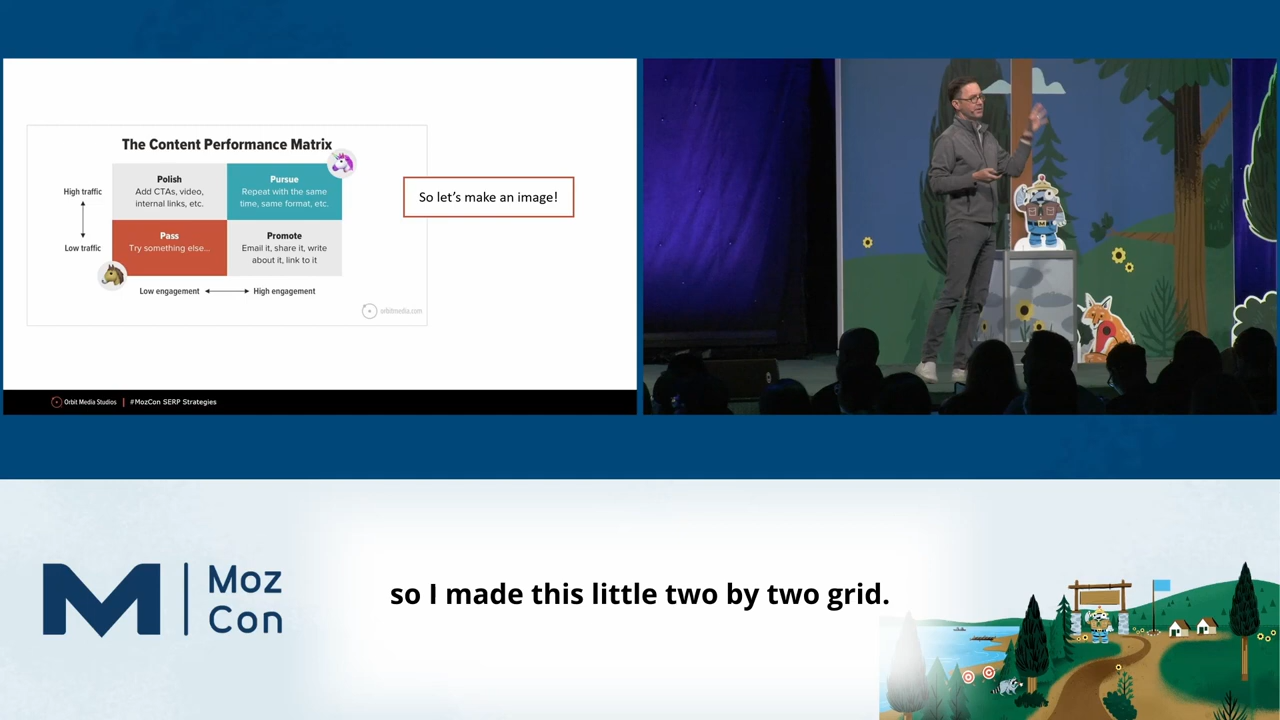 The Content Performance Matrix
High traffic
Low traffic
Polish
Add CTAs, video,
internal links, etc.
Pursue
Repeat with the same
time, same format, etc.
Pass
Try something else...
Promote
Email it, share it, write
about it, link to it
Low engagement
High engagement
orbitmedia.com
So let's make an image!
Orbit Media Studios | #MozCon SERP Strategies
M | Moz
Con
so I made this little two by two grid.